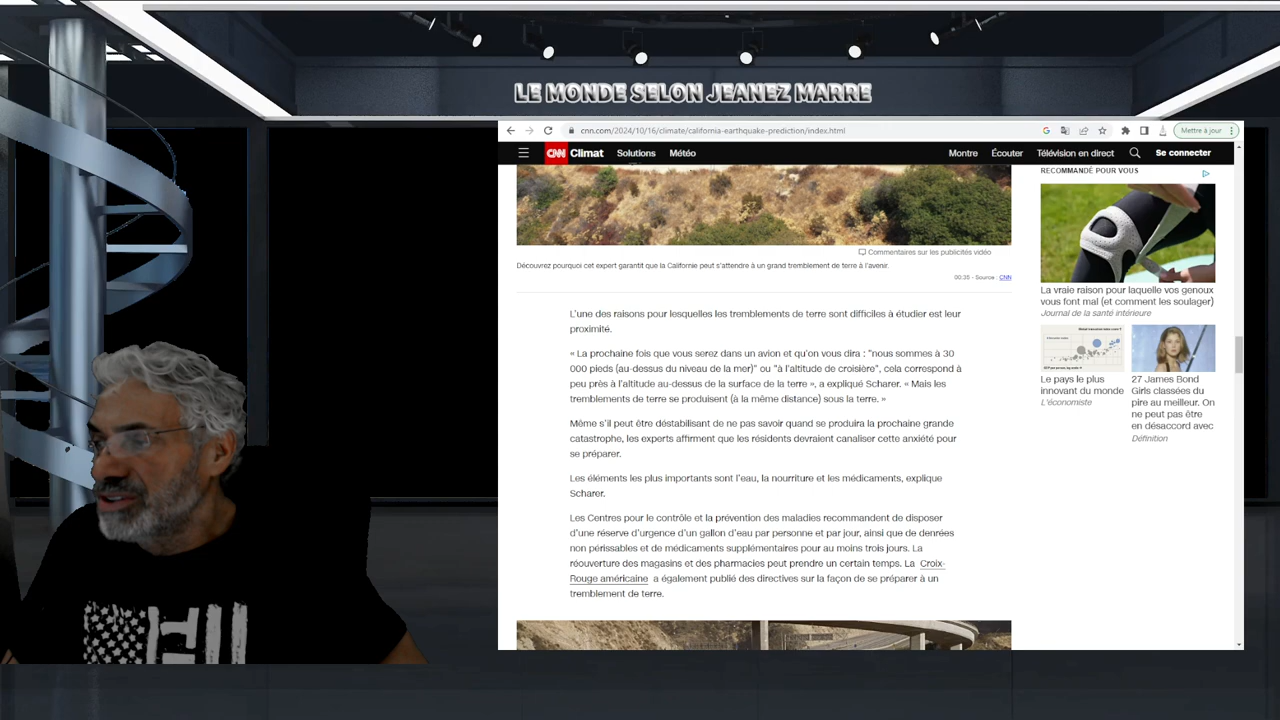 LE MONDE SELON JEANEZ MARRE
cnn.com/2024/10/16/climate/california-earthquake-prediction/index.html
Mettre à jour
CNN Climat Solutions Météo Montre Écouter Télévision en direct Se connecter
Commentaires sur les publicités vidéo
Découvrez pourquoi cet expert garantit que la Californie peut s'attendre à un grand tremblement de terre à l'avenir.
00:35 - Source : CNN
L'une des raisons pour lesquelles les tremblements de terre sont difficiles à étudier est leur
proximité.
« La prochaine fois que vous serez dans un avion et qu'on vous dira : "nous sommes à 30
000 pieds (au-dessus du niveau de la mer)" ou "à l'altitude de croisière", cela correspond à
peu près à l'altitude au-dessus de la surface de la terre », a expliqué Scharer. « Mais les
tremblements de terre se produisent (à la même distance) sous la terre. »
Même s'il peut être déstabilisant de ne pas savoir quand se produira la prochaine grande
catastrophe, les experts affirment que les résidents devraient canaliser cette anxiété pour
se préparer.
Les éléments les plus importants sont l'eau, la nourriture et les médicaments, explique
Scharer.
Les Centres pour le contrôle et la prévention des maladies recommandent de disposer
d'une réserve d'urgence d'un gallon d'eau par personne et par jour, ainsi que de denrées
non périssables et de médicaments supplémentaires pour au moins trois jours. La
réouverture des magasins et des pharmacies peut prendre un certain temps. La Croix-
Rouge américaine a également publié des directives sur la façon de se préparer à un
tremblement de terre.
RECOMMANDÉ POUR VOUS
La vraie raison pour laquelle vos genoux
vous font mal (et comment les soulager)
Journal de la santé intérieure
Le pays le plus
innovant du monde
L'économiste
27 James Bond
Girls classées du
pire au meilleur. On
ne peut pas être
en désaccord avec
Définition